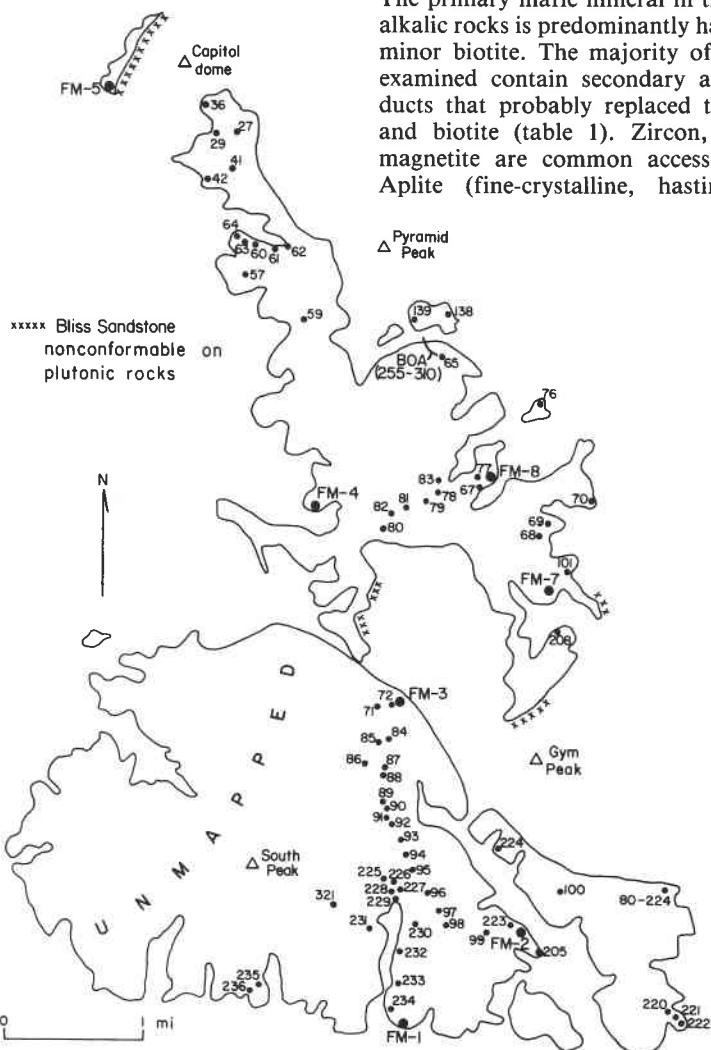 The primary mafic mineral in t
alkalic rocks is predominantly ha
minor biotite. The majority of
examined contain secondary a
ducts that probably replaced t
and biotite (table 1). Zircon,
magnetite are common access
Aplite (fine-crystalline, hastin
Capitol
dome
FM-5
36
27
29
41
42
64
63
60
61
62
57
59
Pyramid
Peak
139
138
BOA
(255-310)
65
xxxxx Bliss Sandstone
nonconformable on
plutonic rocks
76
N
FM-4
83
77
FM-8
67
78
79
81
82
80
70
69
68
101
FM-7
208
xxxxx
xxx
xxx
xxx
xxxxx
UNMAPPED
72
FM-3
71
84
85
86
87
88
89
90
91
92
93
94
95
Gym
Peak
South
Peak
225
226
227
228
229
96
224
100
80-224
321
231
97
98
230
223
99
FM-2
205
232
233
235
236
234
FM-1
220
221
222
0
1
mi